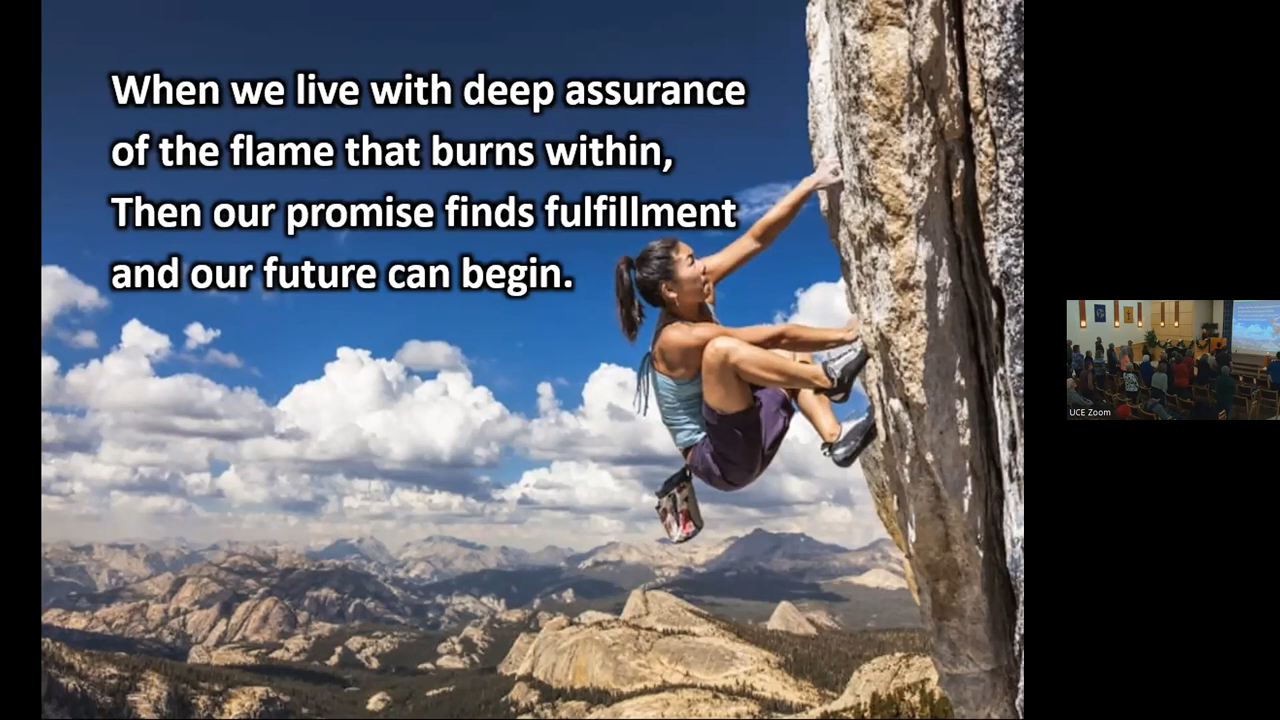 When we live with deep assurance
of the flame that burns within,
Then our promise finds fulfillment
and our future can begin.
UCE Zoom